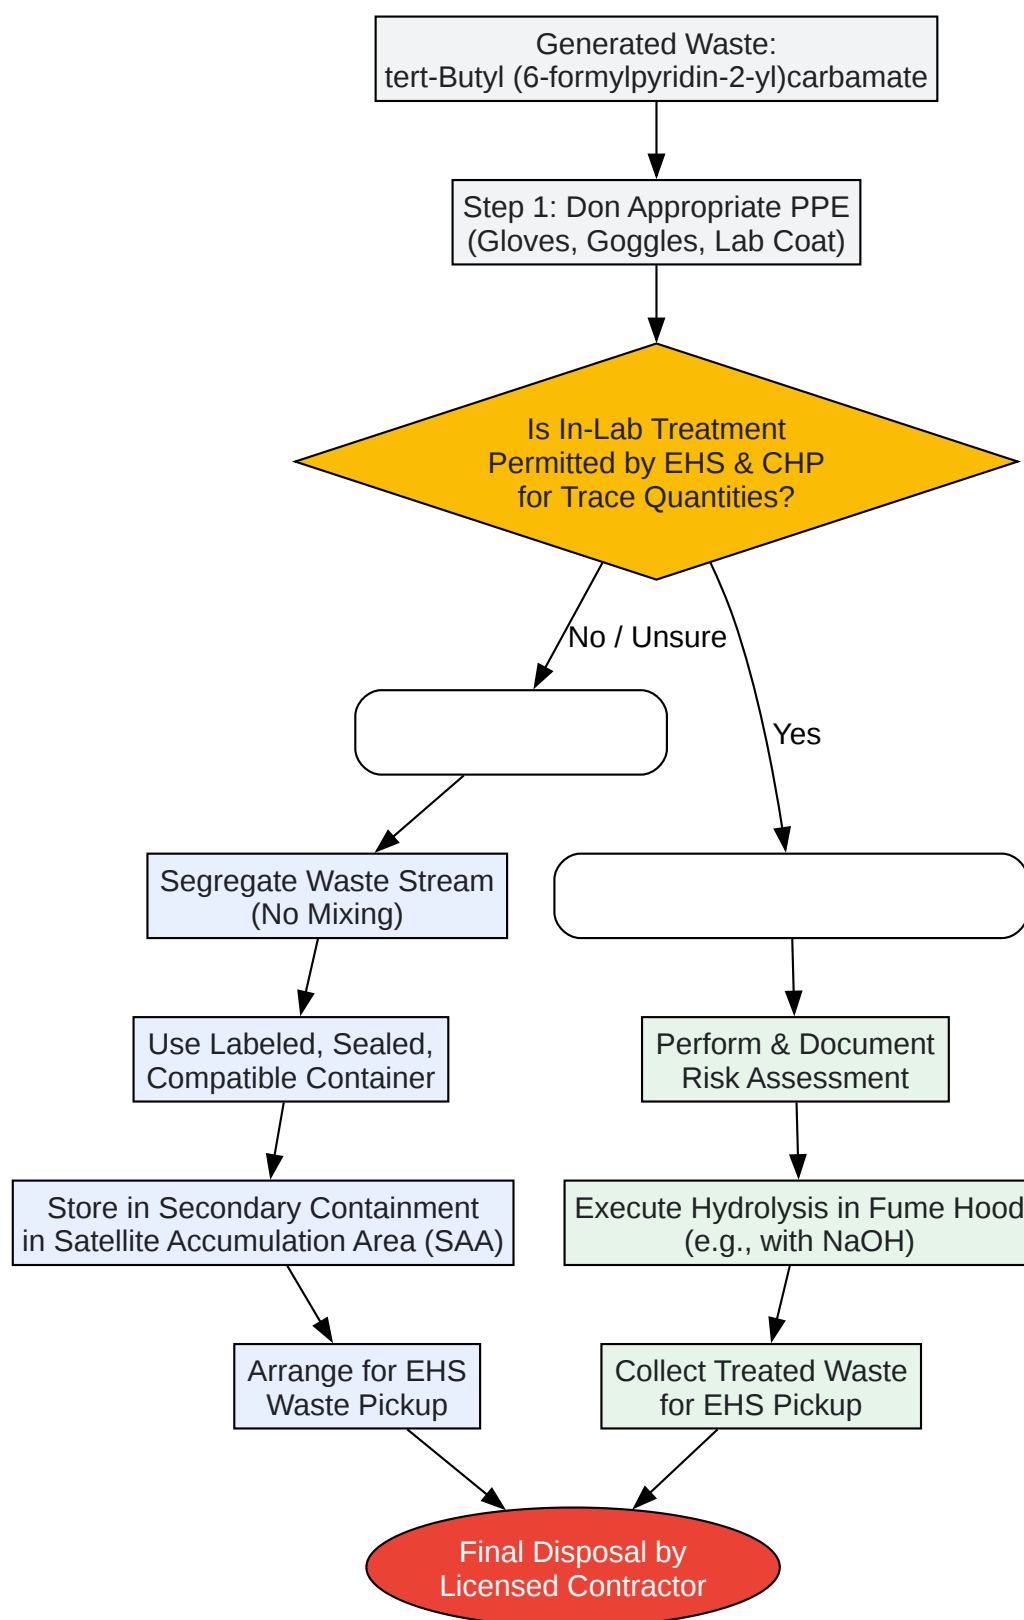 Generated Waste:
tert-Butyl (6-formylpyridin-2-yl)carbamate
Step 1: Don Appropriate PPE
(Gloves, Goggles, Lab Coat)
Is In-Lab Treatment
Permitted by EHS & CHP
for Trace Quantities?
No / Unsure
Yes
Segregate Waste Stream
(No Mixing)
Use Labeled, Sealed,
Compatible Container
Store in Secondary Containment
in Satellite Accumulation Area (SAA)
Arrange for EHS
Waste Pickup
Perform & Document
Risk Assessment
Execute Hydrolysis in Fume Hood
(e.g., with NaOH)
Collect Treated Waste
for EHS Pickup
Final Disposal by
Licensed Contractor